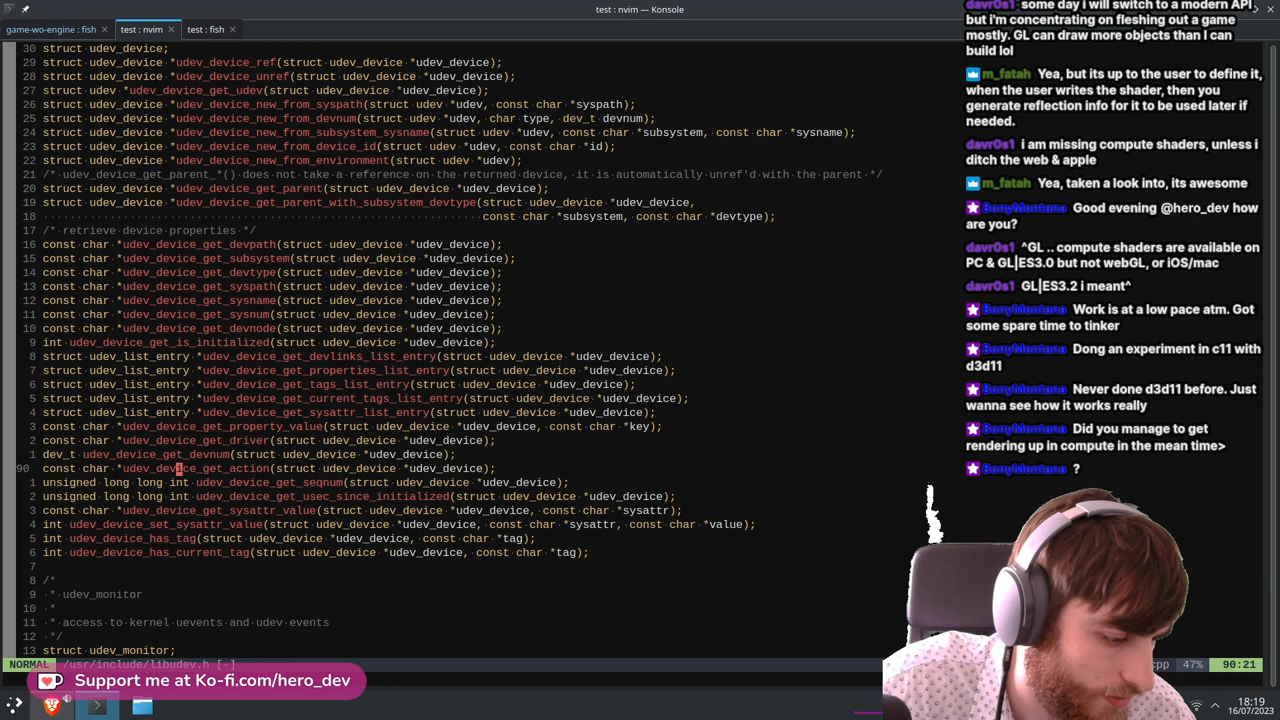 test : nvim — Konsole
game-wo-engine : fish
test : nvim
test : fish
30 struct udev_device;
29 struct udev_device *udev_device_ref(struct udev_device *udev_device);
28 struct udev_device *udev_device_unref(struct udev_device *udev_device);
27 struct udev *udev_device_get_udev(struct udev_device *udev_device);
26 struct udev_device *udev_device_new_from_syspath(struct udev *udev, const char *syspath);
25 struct udev_device *udev_device_new_from_devnum(struct udev *udev, char type, dev_t devnum);
24 struct udev_device *udev_device_new_from_subsystem_sysname(struct udev *udev, const char *subsystem, const char *sysname);
23 struct udev_device *udev_device_new_from_device_id(struct udev *udev, const char *id);
22 struct udev_device *udev_device_new_from_environment(struct udev *udev);
21 /* udev_device_get_parent_*() does not take a reference on the returned device, it is automatically unref'd with the parent */
20 struct udev_device *udev_device_get_parent(struct udev_device *udev_device);
19 struct udev_device *udev_device_get_parent_with_subsystem_devtype(struct udev_device *udev_device,
18 const char *subsystem, const char *devtype);
17 /* retrieve device properties */
16 const char *udev_device_get_devpath(struct udev_device *udev_device);
15 const char *udev_device_get_subsystem(struct udev_device *udev_device);
14 const char *udev_device_get_devtype(struct udev_device *udev_device);
13 const char *udev_device_get_syspath(struct udev_device *udev_device);
12 const char *udev_device_get_sysname(struct udev_device *udev_device);
11 const char *udev_device_get_sysnum(struct udev_device *udev_device);
10 const char *udev_device_get_devnode(struct udev_device *udev_device);
9 int udev_device_get_is_initialized(struct udev_device *udev_device);
8 struct udev_list_entry *udev_device_get_devlinks_list_entry(struct udev_device *udev_device);
7 struct udev_list_entry *udev_device_get_properties_list_entry(struct udev_device *udev_device);
6 struct udev_list_entry *udev_device_get_tags_list_entry(struct udev_device *udev_device);
5 struct udev_list_entry *udev_device_get_current_tags_list_entry(struct udev_device *udev_device);
4 struct udev_list_entry *udev_device_get_sysattr_list_entry(struct udev_device *udev_device);
3 const char *udev_device_get_property_value(struct udev_device *udev_device, const char *key);
2 const char *udev_device_get_driver(struct udev_device *udev_device);
1 dev_t udev_device_get_devnum(struct udev_device *udev_device);
90 const char *udev_device_get_action(struct udev_device *udev_device);
1 unsigned long long int udev_device_get_seqnum(struct udev_device *udev_device);
2 unsigned long long int udev_device_get_usec_since_initialized(struct udev_device *udev_device);
3 const char *udev_device_get_sysattr_value(struct udev_device *udev_device, const char *sysattr);
4 int udev_device_set_sysattr_value(struct udev_device *udev_device, const char *sysattr, const char *value);
5 int udev_device_has_tag(struct udev_device *udev_device, const char *tag);
6 int udev_device_has_current_tag(struct udev_device *udev_device, const char *tag);
7
8 /*
9 * udev_monitor
10 *
11 * access to kernel uevents and udev events
12 */
13 struct udev_monitor;
NORMAL /usr/include/libudev.h [-]
cpp 47% 90:21
Support me at Ko-fi.com/hero_dev
davr0s1 some day i will switch to a modern API
but i'm concentrating on fleshing out a game
mostly. GL can draw more objects than I can
build lol
m_fatah Yea, but its up to the user to define it,
when the user writes the shader, then you
generate reflection info for it to be used later if
needed.
davr0s1 i am missing compute shaders, unless i
ditch the web & apple
m_fatah Yea, taken a look into, its awesome
BonyMontana Good evening @hero_dev how
are you?
davr0s1 ^GL .. compute shaders are available on
PC & GL|ES3.0 but not webGL, or iOS/mac
davr0s1 GL|ES3.2 i meant^
BonyMontana Work is at a low pace atm. Got
some spare time to tinker
BonyMontana Dong an experiment in c11 with
d3d11
BonyMontana Never done d3d11 before. Just
wanna see how it works really
BonyMontana Did you manage to get
rendering up in compute in the mean time>
BonyMontana ?
18:19
16/07/2023